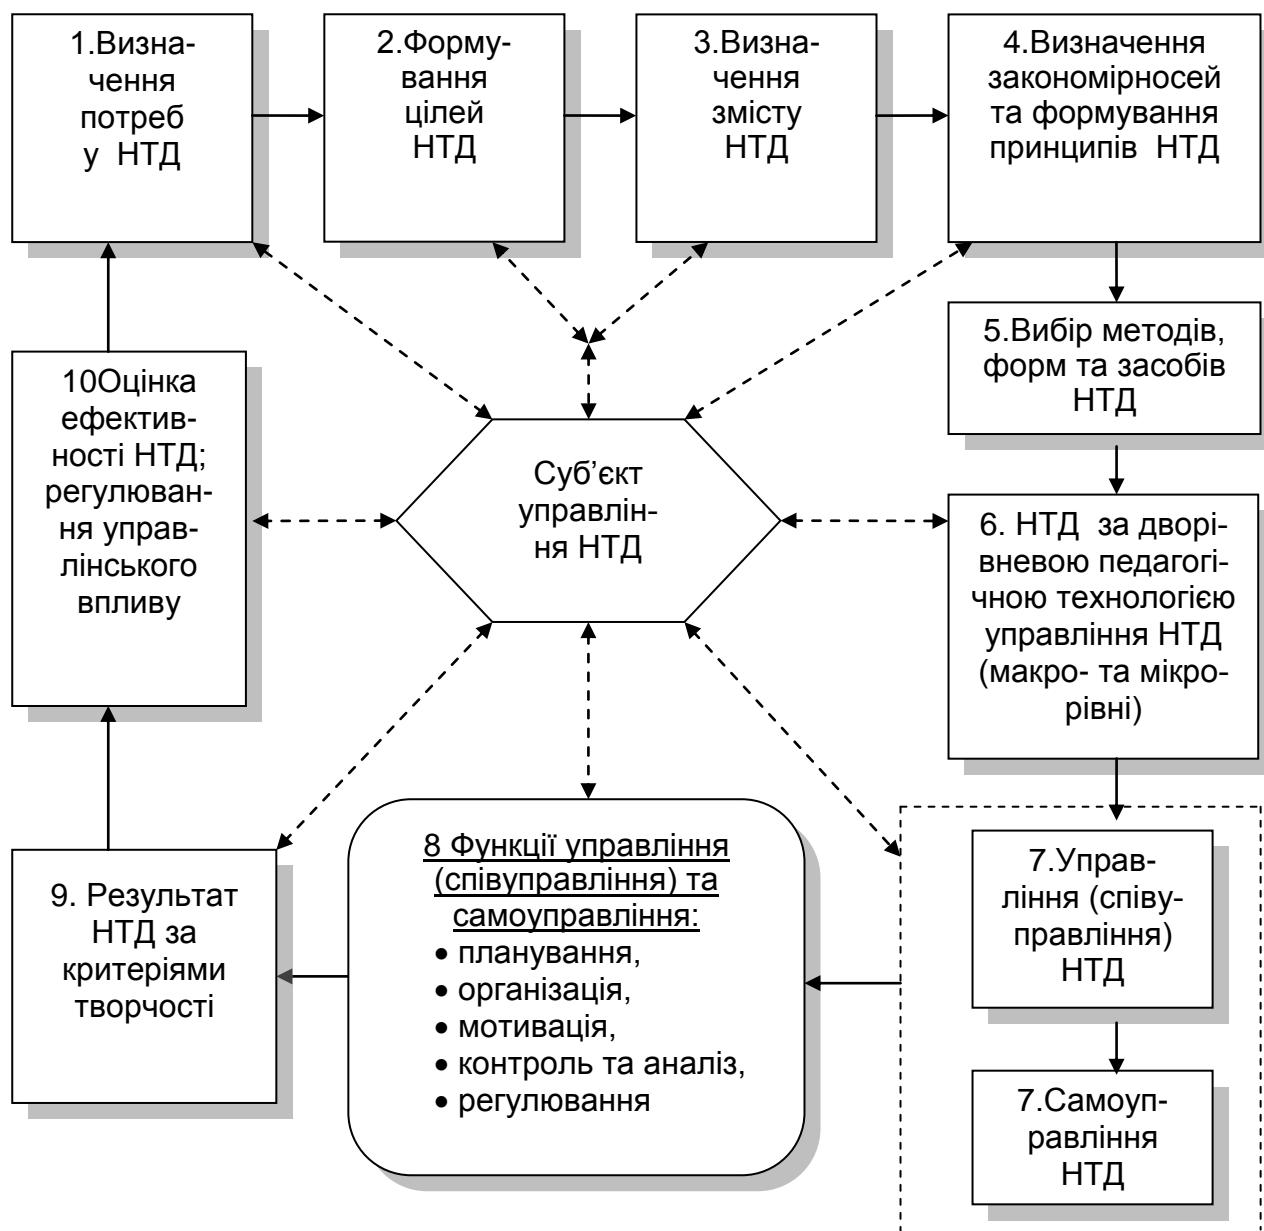 1.Визна-
чення
потреб
у НТД
2.Форму-
вання
цілей
НТД
3.Визна-
чення
змісту
НТД
4.Визначення
закономірносей
та формування
принципів НТД
5.Вибір методів,
форм та засобів
НТД
10Оцінка
ефектив-
ності НТД;
регулюван-
ня управ-
лінського
впливу
Суб’єкт
управлін-
ня НТД
6. НТД за дворі-
вневою педагогі-
чною технологією
управління НТД
(макро- та мікро-
рівні)
7.Управ-
ління (співу-
правління)
НТД
7.Самоуп-
равління
НТД
8 Функції управління
(співуправління) та
самоуправління:
• планування,
• організація,
• мотивація,
• контроль та аналіз,
• регулювання
9. Результат
НТД за
критеріями
творчості